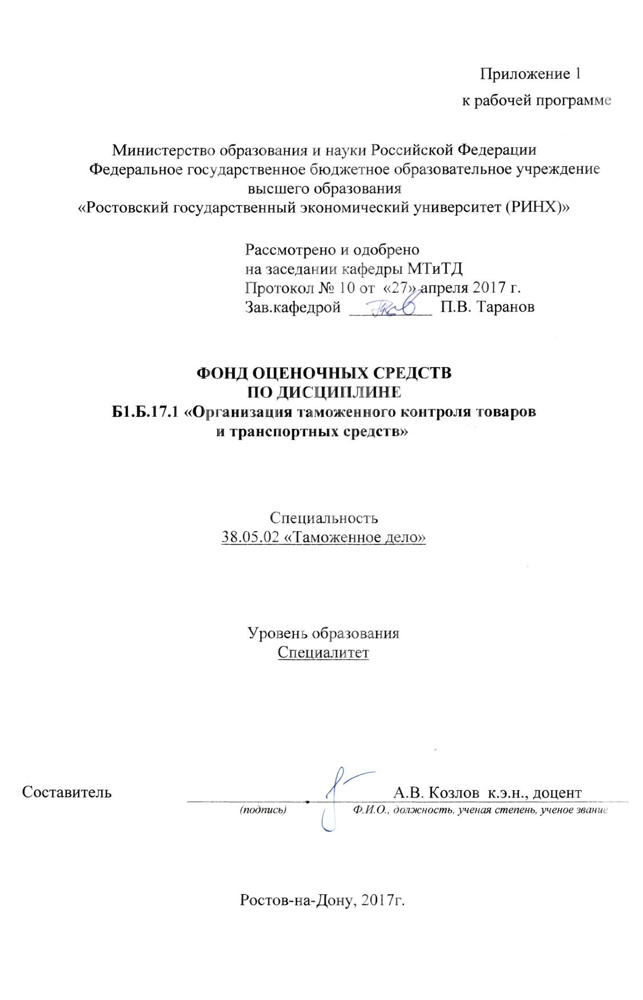 Приложение 1
к рабочей программе
Министерство образования и науки Российской Федерации
Федеральное государственное бюджетное образовательное учреждение
высшего образования
«Ростовский государственный экономический университет (РИНХ)»
Рассмотрено и одобрено
на заседании кафедры МТиТД
Протокол № 10 от «27» апреля 2017 г.
Зав.кафедрой ___________ П.В. Таранов
ФОНД ОЦЕНОЧНЫХ СРЕДСТВ
ПО ДИСЦИПЛИНЕ
Б1.Б.17.1 «Организация таможенного контроля товаров
и транспортных средств»
Специальность
38.05.02 «Таможенное дело»
Уровень образования
Специалитет
Составитель А.В. Козлов к.э.н., доцент
(подпись) Ф.И.О., должность, ученая степень, ученое звание
Ростов-на-Дону, 2017г.